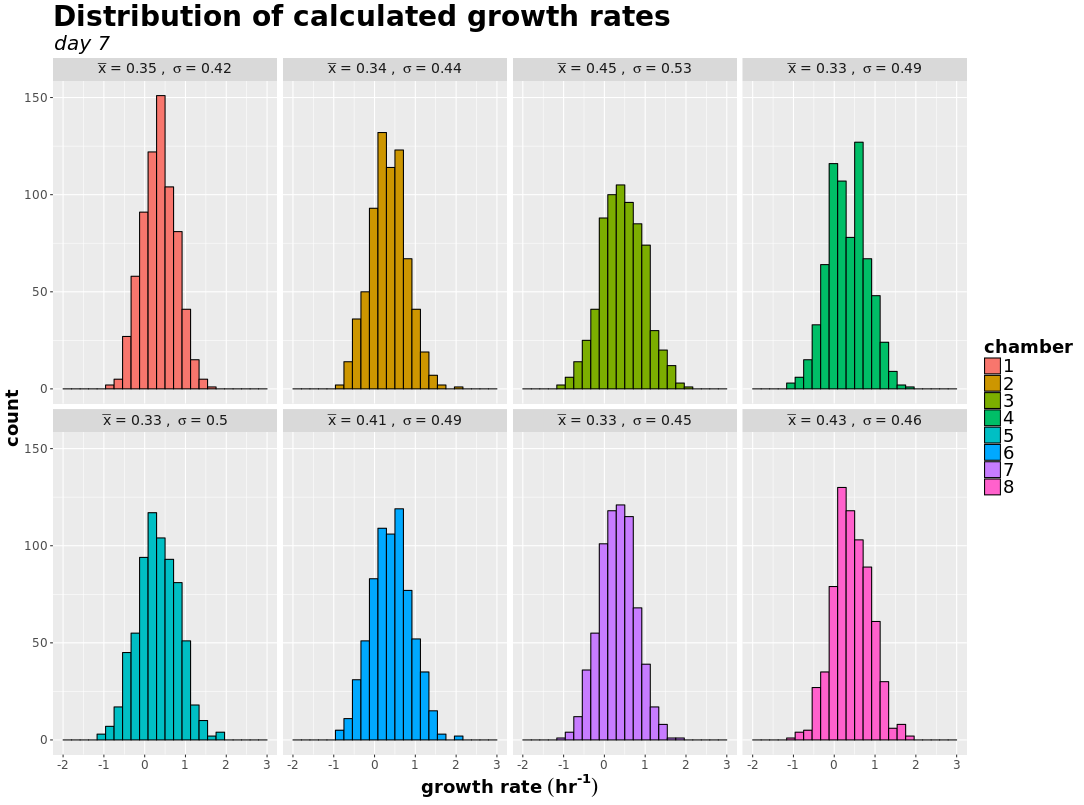 Distribution of calculated growth rates
day 7
x̅ = 0.35 , σ = 0.42
x̅ = 0.34 , σ = 0.44
x̅ = 0.45 , σ = 0.53
x̅ = 0.33 , σ = 0.49
150
100
50
0
x̅ = 0.33 , σ = 0.5
x̅ = 0.41 , σ = 0.49
x̅ = 0.33 , σ = 0.45
x̅ = 0.43 , σ = 0.46
150
100
50
0
-2 -1 0 1 2 3
-2 -1 0 1 2 3
-2 -1 0 1 2 3
-2 -1 0 1 2 3
growth rate (hr⁻¹)
count
chamber
1
2
3
4
5
6
7
8